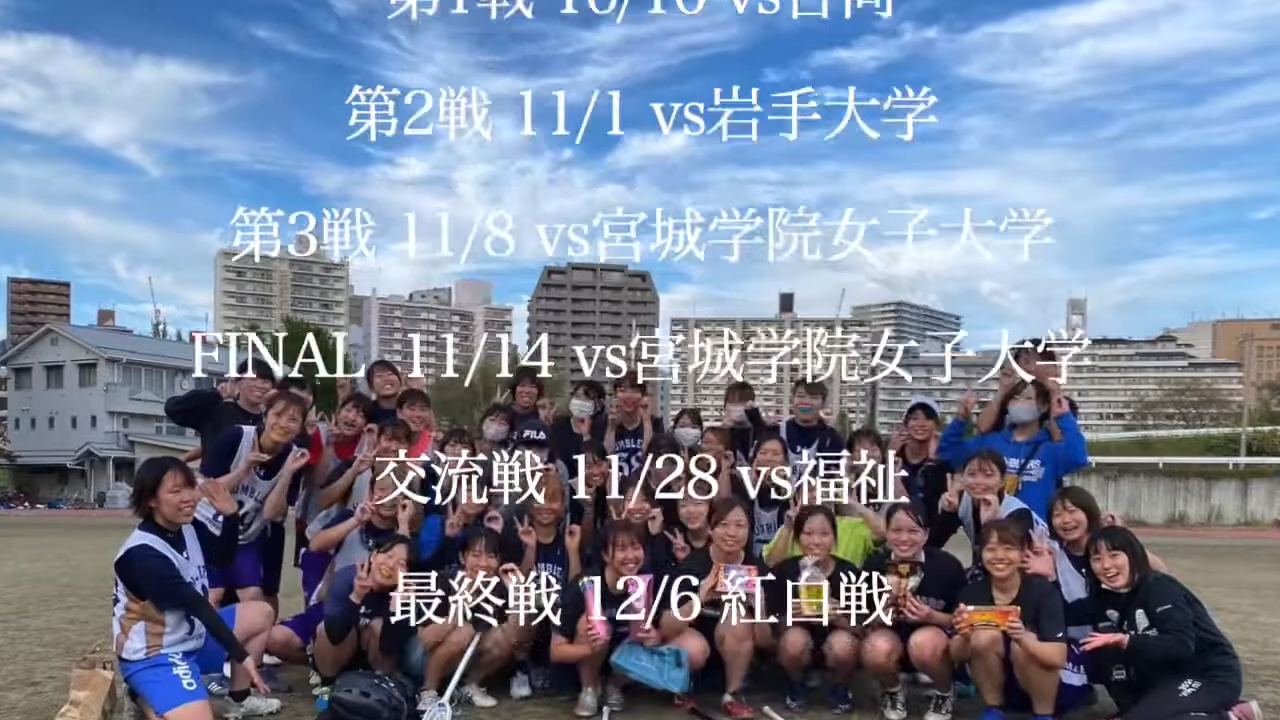 第2戦 11/1 vs岩手大学
第3戦 11/8 vs宮城学院女子大学
FINAL 11/14 vs宮城学院女子大学
交流戦 11/28 vs福祉
最終戦 12/6 紅白戦
FILA
adidas